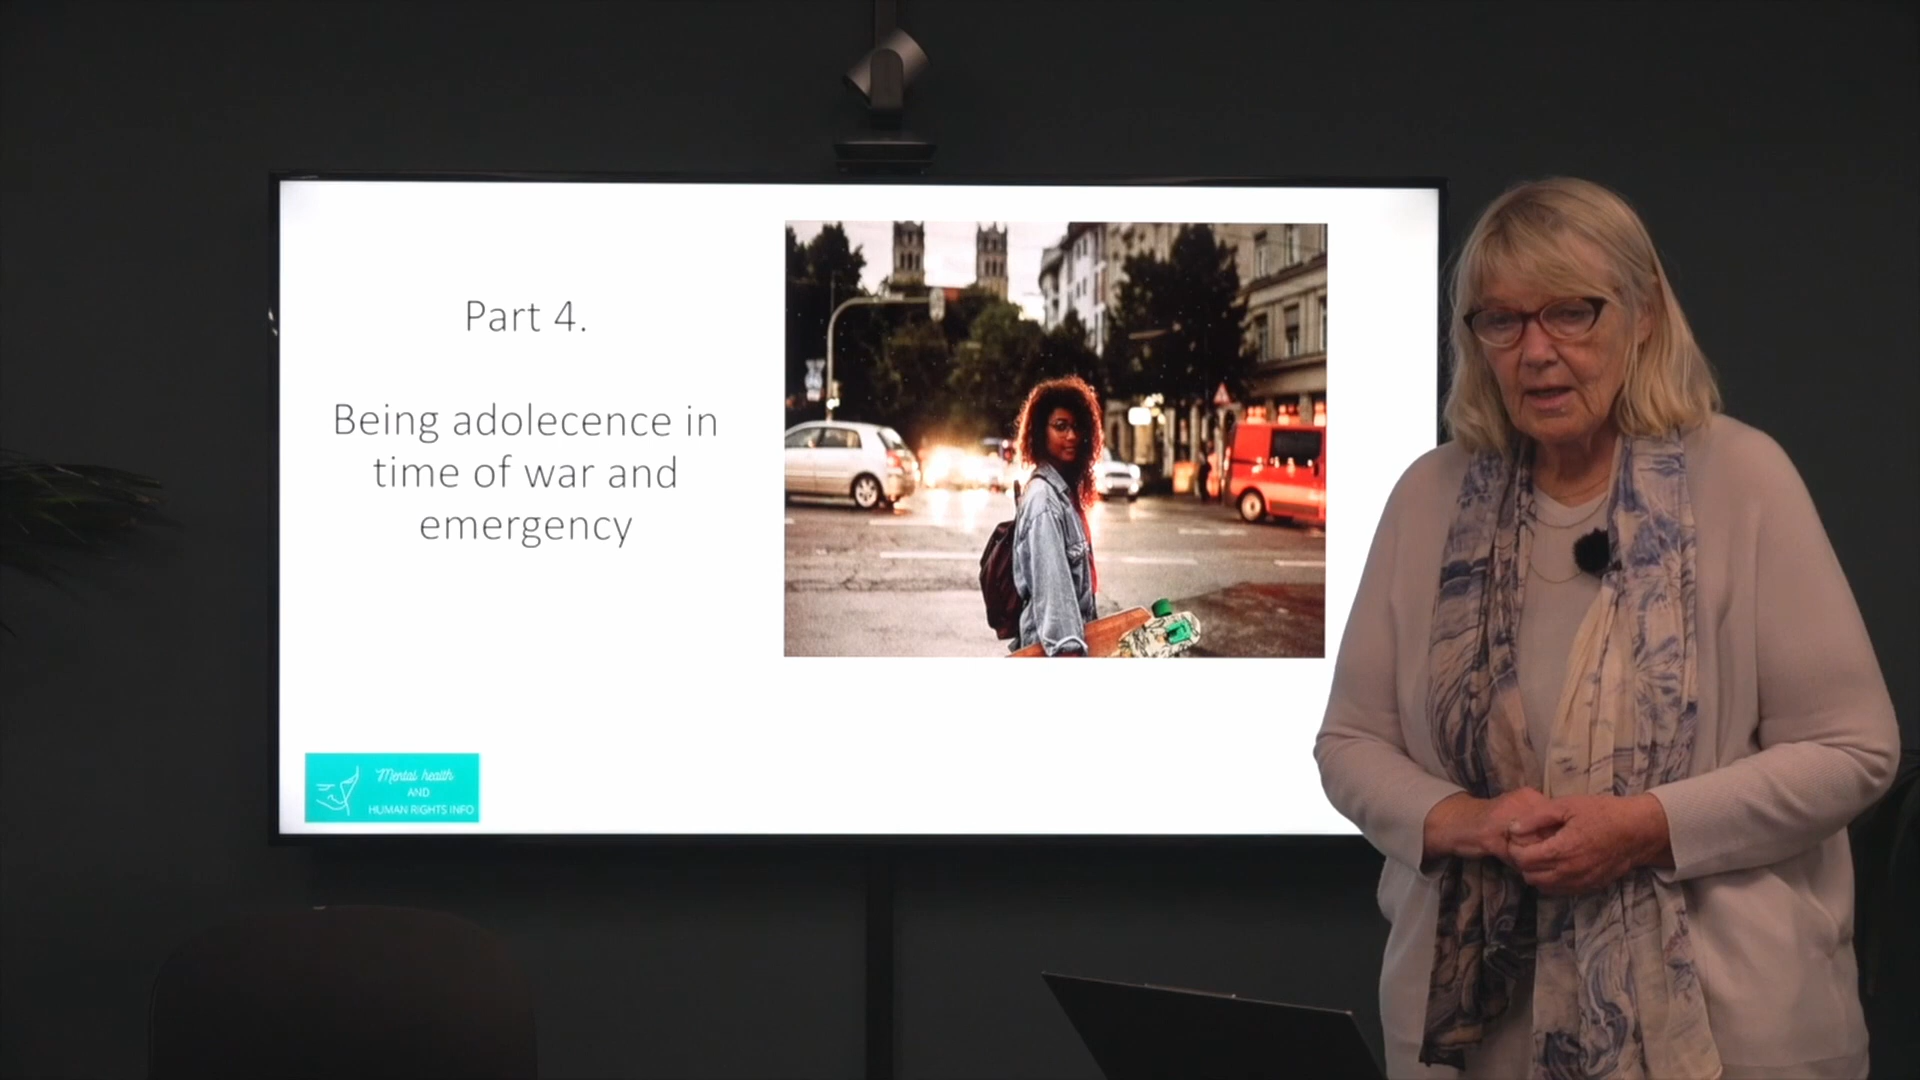 Part 4.
Being adolecence in
time of war and
emergency
Mental health
AND
HUMAN RIGHTS INFO